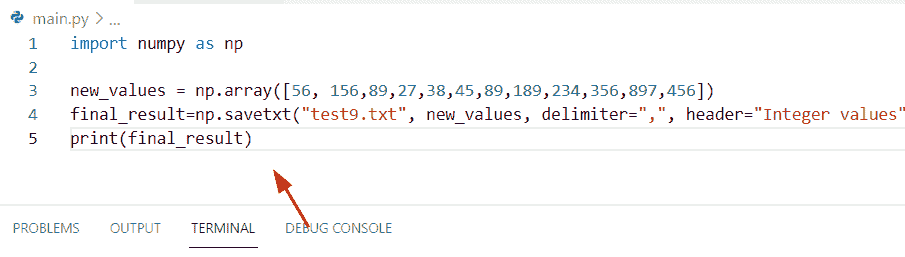 main.py > ...
1 import numpy as np
2
3 new_values = np.array([56, 156,89,27,38,45,89,189,234,356,897,456])
4 final_result=np.savetxt("test9.txt", new_values, delimiter=",", header="Integer values"
5 print(final_result)
PROBLEMS OUTPUT TERMINAL DEBUG CONSOLE